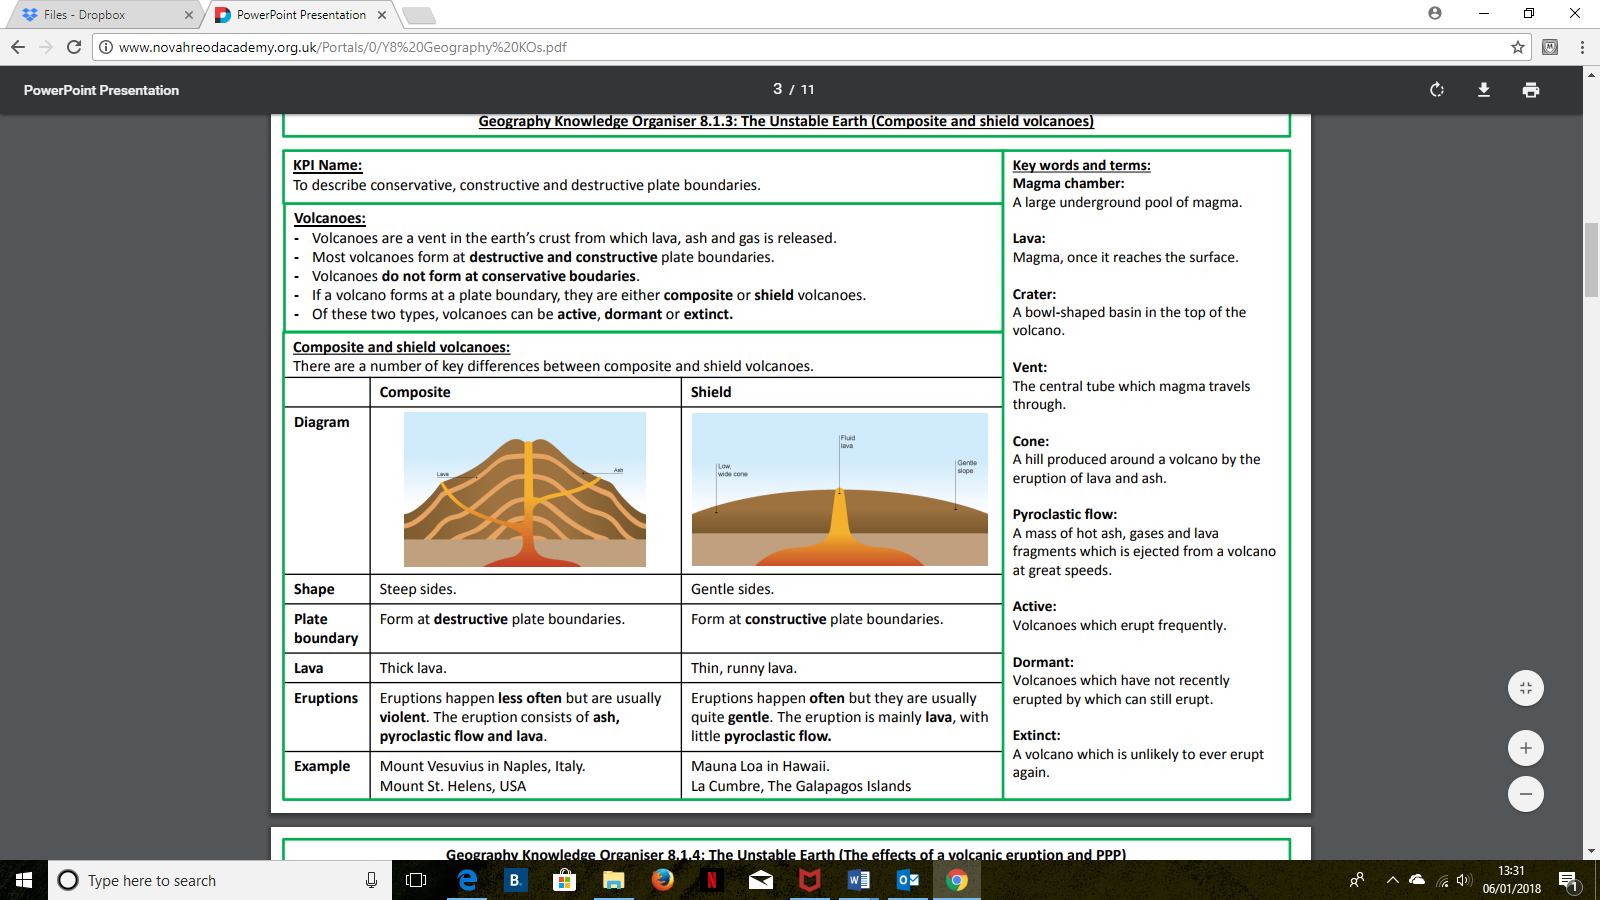 Files - Dropbox
PowerPoint Presentation
www.novahreodacademy.org.uk/Portals/0/Y8%20Geography%20KOs.pdf
PowerPoint Presentation
3 / 11
Geography Knowledge Organiser 8.1.3: The Unstable Earth (Composite and shield volcanoes)
KPI Name:
To describe conservative, constructive and destructive plate boundaries.
Volcanoes:
- Volcanoes are a vent in the earth's crust from which lava, ash and gas is released.
- Most volcanoes form at destructive and constructive plate boundaries.
- Volcanoes do not form at conservative boudaries.
- If a volcano forms at a plate boundary, they are either composite or shield volcanoes.
- Of these two types, volcanoes can be active, dormant or extinct.
Composite and shield volcanoes:
There are a number of key differences between composite and shield volcanoes.
Composite
Shield
Diagram
Lava
Ash
Low,
wide cone
Fluid
lava
Gentle
slope
Shape
Steep sides.
Gentle sides.
Plate
boundary
Form at destructive plate boundaries.
Form at constructive plate boundaries.
Lava
Thick lava.
Thin, runny lava.
Eruptions
Eruptions happen less often but are usually
violent. The eruption consists of ash,
pyroclastic flow and lava.
Eruptions happen often but they are usually
quite gentle. The eruption is mainly lava, with
little pyroclastic flow.
Example
Mount Vesuvius in Naples, Italy.
Mount St. Helens, USA
Mauna Loa in Hawaii.
La Cumbre, The Galapagos Islands
Key words and terms:
Magma chamber:
A large underground pool of magma.
Lava:
Magma, once it reaches the surface.
Crater:
A bowl-shaped basin in the top of the
volcano.
Vent:
The central tube which magma travels
through.
Cone:
A hill produced around a volcano by the
eruption of lava and ash.
Pyroclastic flow:
A mass of hot ash, gases and lava
fragments which is ejected from a volcano
at great speeds.
Active:
Volcanoes which erupt frequently.
Dormant:
Volcanoes which have not recently
erupted by which can still erupt.
Extinct:
A volcano which is unlikely to ever erupt
again.
Geography Knowledge Organiser 8.1.4: The Unstable Earth (The effects of a volcanic eruption and PPP)
Type here to search
B.
N
13:31
06/01/2018
1